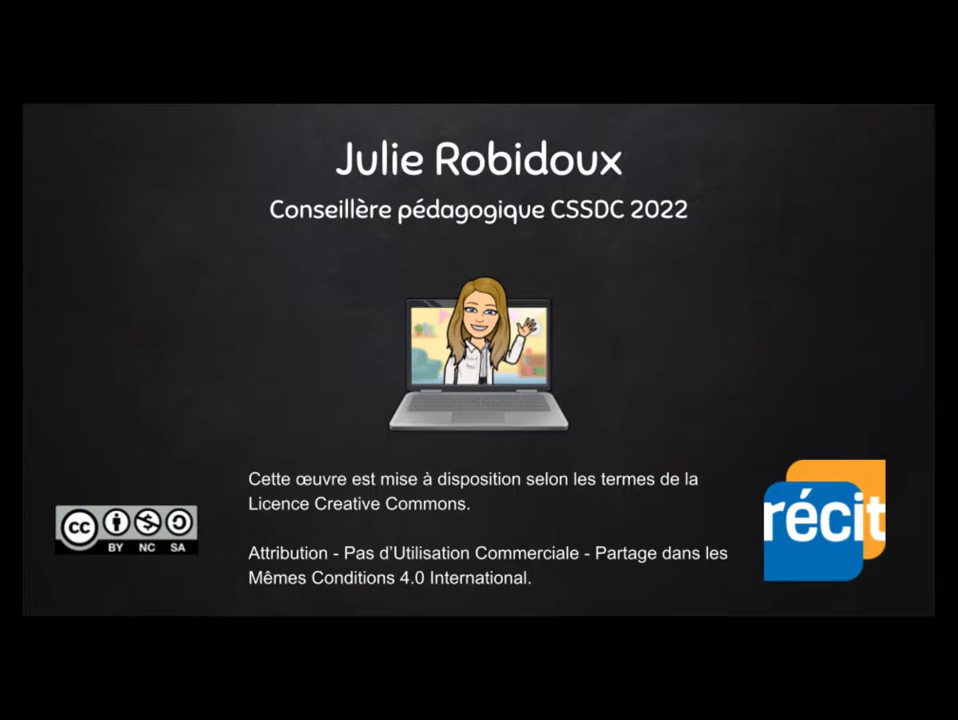 Julie Robidoux
Conseillère pédagogique CSSDC 2022
Cette œuvre est mise à disposition selon les termes de la
Licence Creative Commons.
Attribution - Pas d’Utilisation Commerciale - Partage dans les
Mêmes Conditions 4.0 International.
cc
BY NC SA
récit